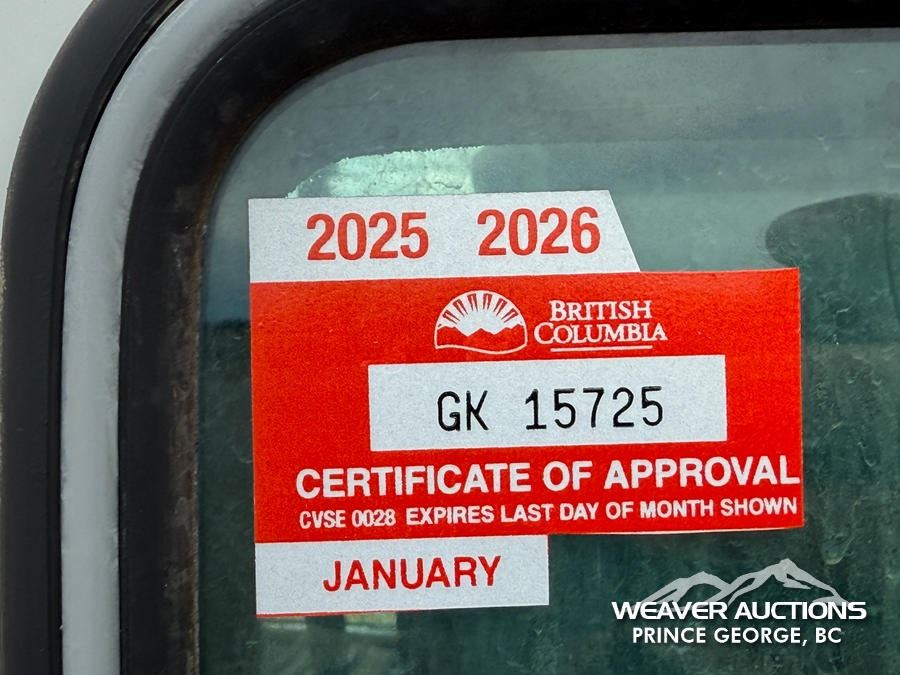 2025 2026
BRITISH
COLUMBIA
GK 15725
CERTIFICATE OF APPROVAL
CVSE 0028 EXPIRES LAST DAY OF MONTH SHOWN
JANUARY
WEAVER AUCTIONS
PRINCE GEORGE, BC